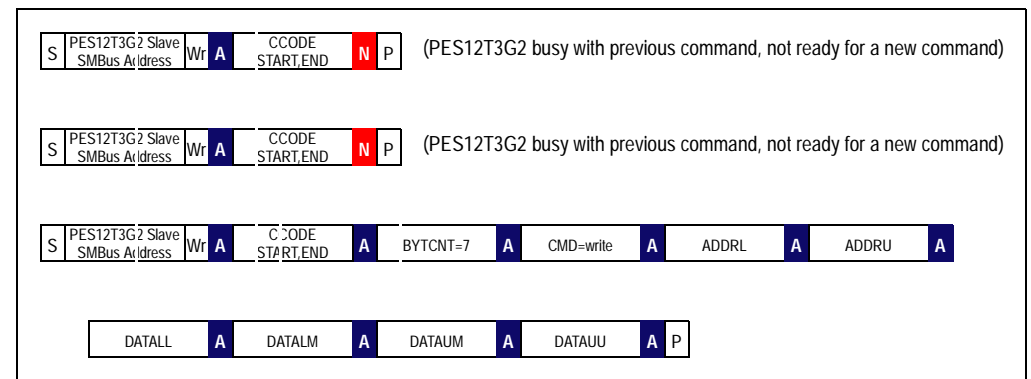 S PES12T3G2 Slave SMBus Address Wr A CCODE START,END N P (PES12T3G2 busy with previous command, not ready for a new command)
S PES12T3G2 Slave SMBus Address Wr A CCODE START,END N P (PES12T3G2 busy with previous command, not ready for a new command)
S PES12T3G2 Slave SMBus Address Wr A CCODE START,END A BYTCNT=7 A CMD=write A ADDRL A ADDRU A
DATALL A DATALM A DATAUM A DATAUU A P